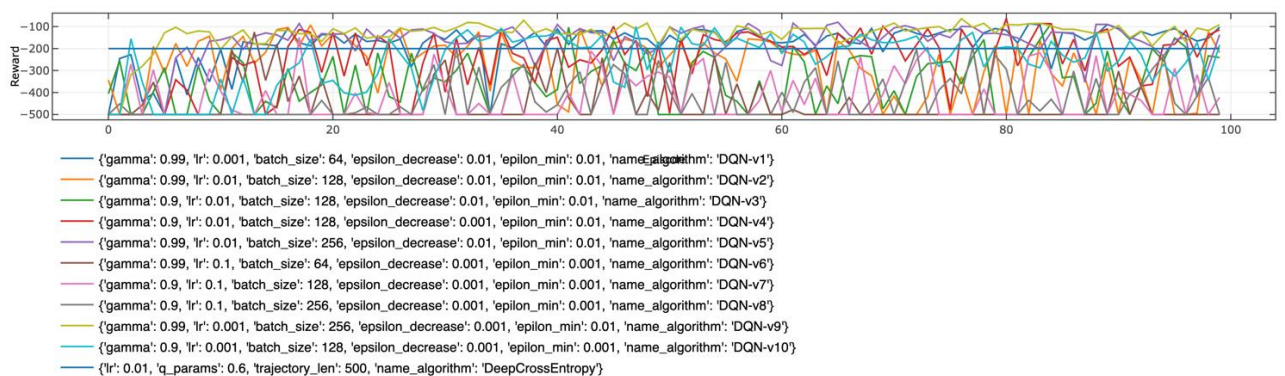 −100
−200
−300
−400
−500
Reward
0 20 40 60 80 100
Episode
{'gamma': 0.99, 'lr': 0.001, 'batch_size': 64, 'epsilon_decrease': 0.01, 'epilon_min': 0.01, 'name_algorithm': 'DQN-v1'}
{'gamma': 0.99, 'lr': 0.01, 'batch_size': 128, 'epsilon_decrease': 0.01, 'epilon_min': 0.01, 'name_algorithm': 'DQN-v2'}
{'gamma': 0.9, 'lr': 0.01, 'batch_size': 128, 'epsilon_decrease': 0.01, 'epilon_min': 0.01, 'name_algorithm': 'DQN-v3'}
{'gamma': 0.9, 'lr': 0.01, 'batch_size': 128, 'epsilon_decrease': 0.001, 'epilon_min': 0.01, 'name_algorithm': 'DQN-v4'}
{'gamma': 0.99, 'lr': 0.01, 'batch_size': 256, 'epsilon_decrease': 0.01, 'epilon_min': 0.01, 'name_algorithm': 'DQN-v5'}
{'gamma': 0.99, 'lr': 0.1, 'batch_size': 64, 'epsilon_decrease': 0.001, 'epilon_min': 0.001, 'name_algorithm': 'DQN-v6'}
{'gamma': 0.9, 'lr': 0.1, 'batch_size': 128, 'epsilon_decrease': 0.001, 'epilon_min': 0.001, 'name_algorithm': 'DQN-v7'}
{'gamma': 0.9, 'lr': 0.1, 'batch_size': 256, 'epsilon_decrease': 0.001, 'epilon_min': 0.001, 'name_algorithm': 'DQN-v8'}
{'gamma': 0.99, 'lr': 0.001, 'batch_size': 256, 'epsilon_decrease': 0.001, 'epilon_min': 0.01, 'name_algorithm': 'DQN-v9'}
{'gamma': 0.9, 'lr': 0.001, 'batch_size': 128, 'epsilon_decrease': 0.001, 'epilon_min': 0.001, 'name_algorithm': 'DQN-v10'}
{'lr': 0.01, 'q_params': 0.6, 'trajectory_len': 500, 'name_algorithm': 'DeepCrossEntropy'}